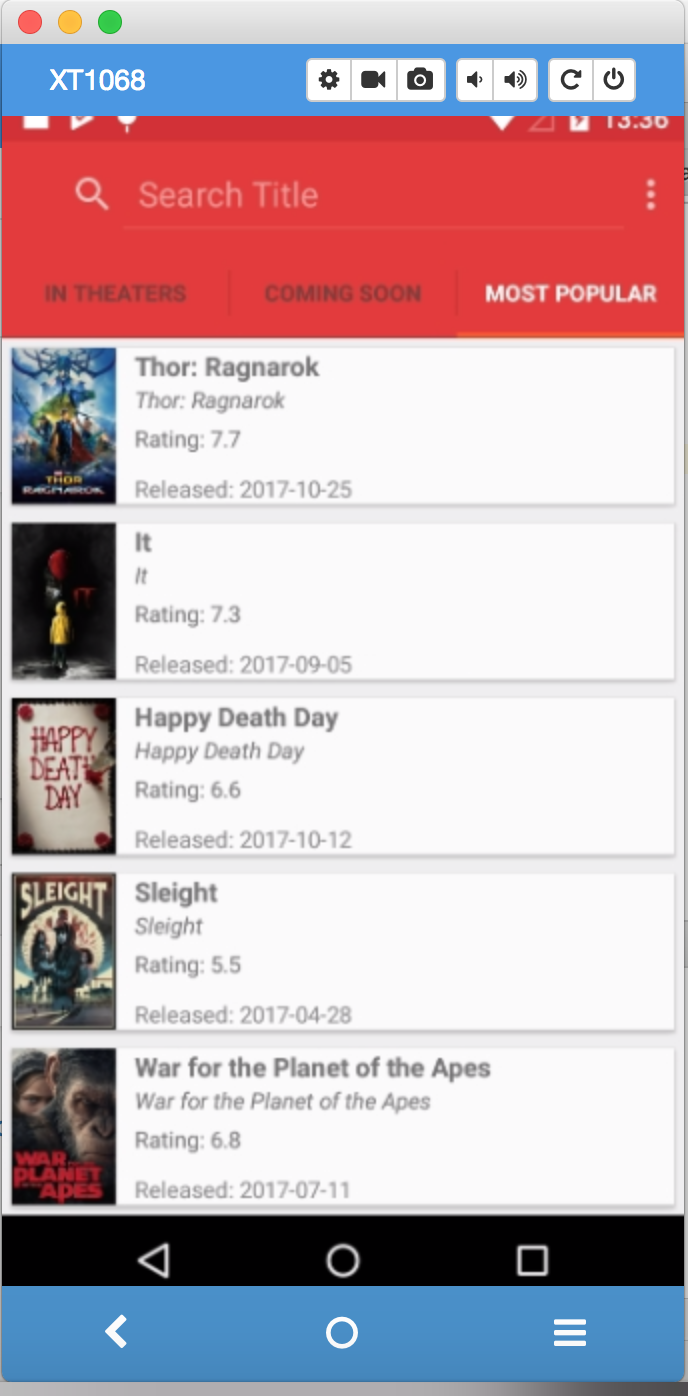 XT1068
13:36
Search Title
IN THEATERS
COMING SOON
MOST POPULAR
THOR
RAGNAROK
Thor: Ragnarok
Thor: Ragnarok
Rating: 7.7
Released: 2017-10-25
IT
It
It
Rating: 7.3
Released: 2017-09-05
HAPPY
DEATH
DAY
Happy Death Day
Happy Death Day
Rating: 6.6
Released: 2017-10-12
SLEIGHT
Sleight
Sleight
Rating: 5.5
Released: 2017-04-28
WAR
PLANET
APES
War for the Planet of the Apes
War for the Planet of the Apes
Rating: 6.8
Released: 2017-07-11